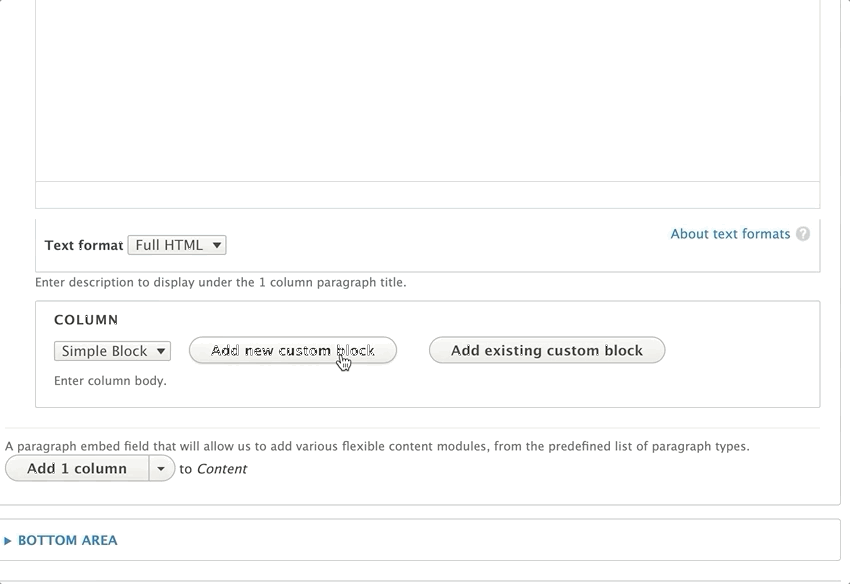 Text format Full HTML
About text formats ?
Enter description to display under the 1 column paragraph title.
COLUMN
Simple Block Add new custom block Add existing custom block
Enter column body.
A paragraph embed field that will allow us to add various flexible content modules, from the predefined list of paragraph types.
Add 1 column to Content
BOTTOM AREA